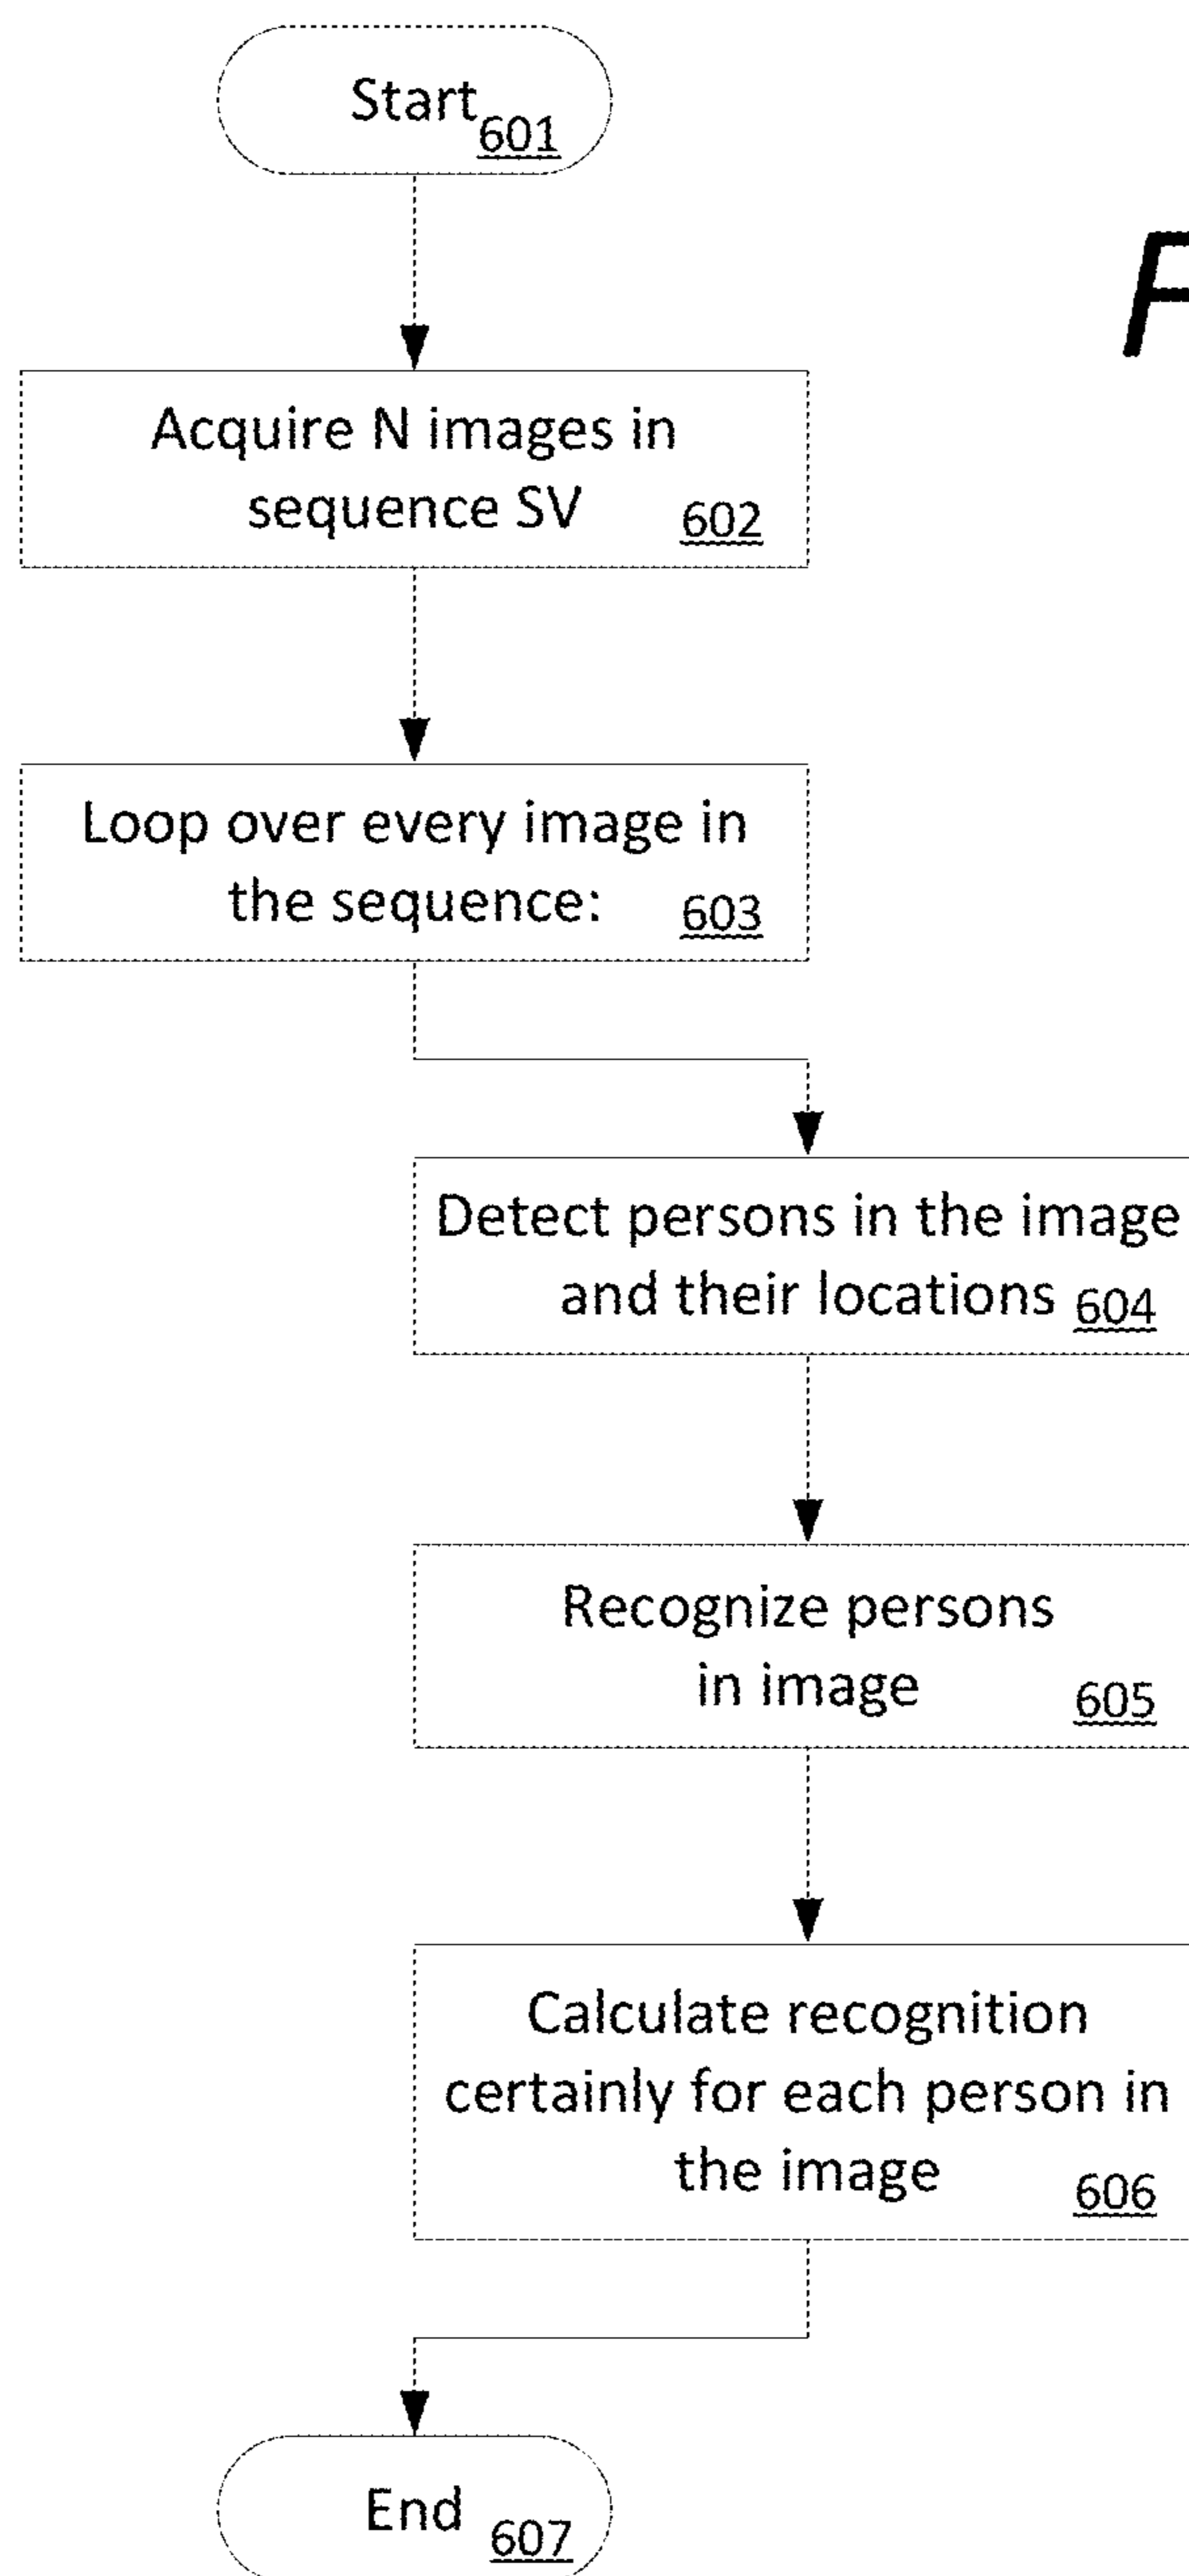 Start 601
F
Acquire N images in
sequence SV 602
Loop over every image in
the sequence: 603
Detect persons in the image
and their locations 604
Recognize persons
in image 605
Calculate recognition
certainly for each person in
the image 606
End 607